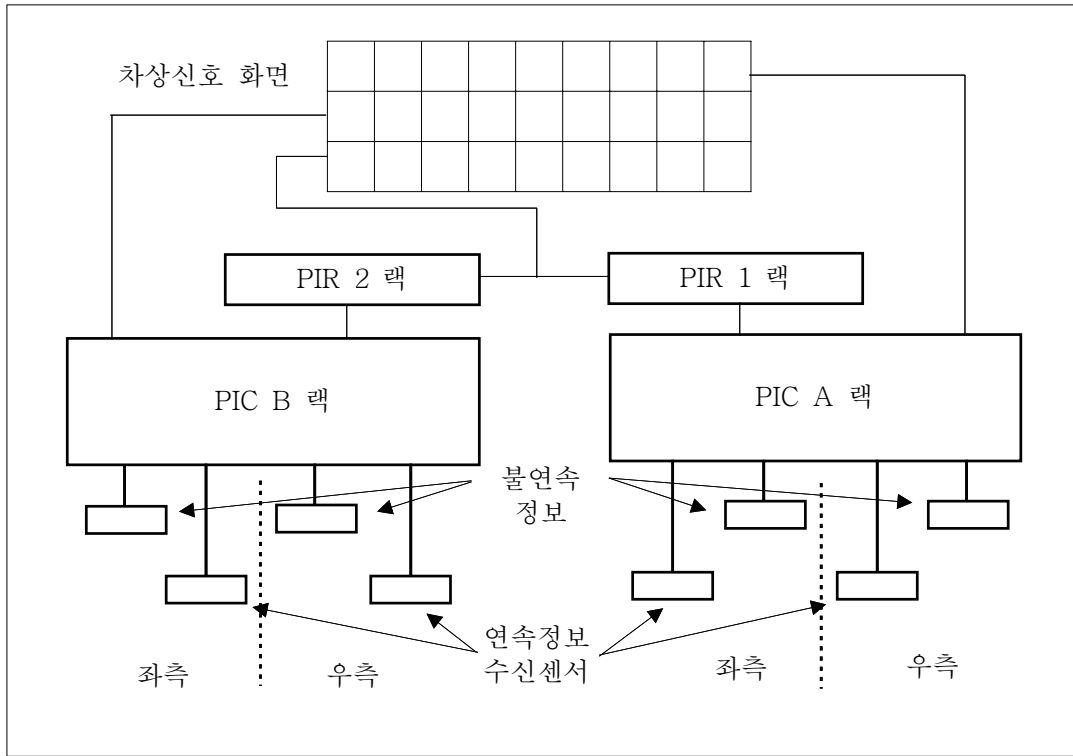 차상신호 화면
PIR 2 랙
PIR 1 랙
PIC B 랙
PIC A 랙
불연속
정보
연속정보
수신센서
좌측
우측
좌측
우측